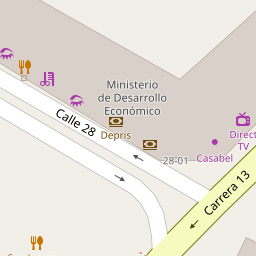 Ministerio
de Desarrollo
Económico
Calle 28
Depris
28-01
Direct
TV
Casabel
Carrera 13